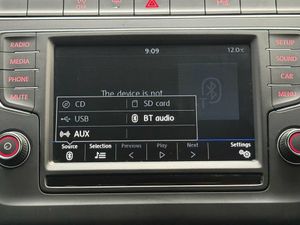 RADIO
MEDIA
PHONE
MUTE
9:09
12.0°C
The device is not
CD
SD card
USB
BT audio
AUX
Source
Selection
Previous
Play
Next
Settings
SETUP
SOUND
CAR
MENU